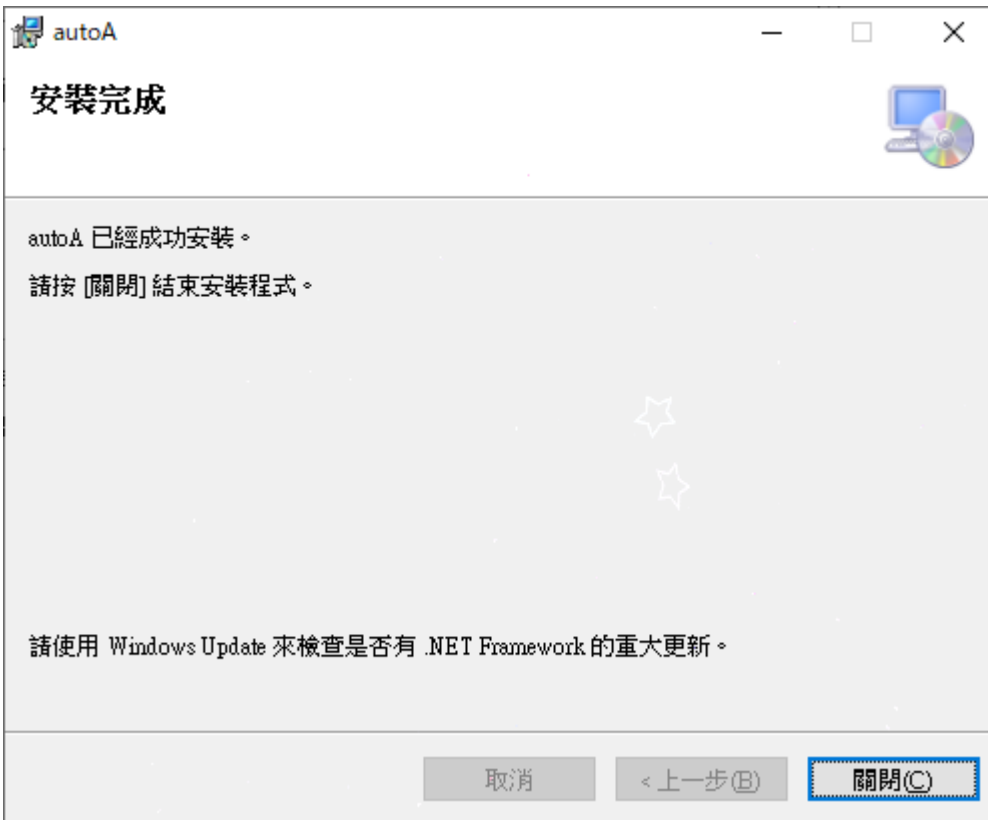 autoA
安裝完成
autoA 已經成功安裝。
請按 [關閉] 結束安裝程式。
請使用 Windows Update 來檢查是否有 .NET Framework 的重大更新。
取消
< 上一步(B)
關閉(C)